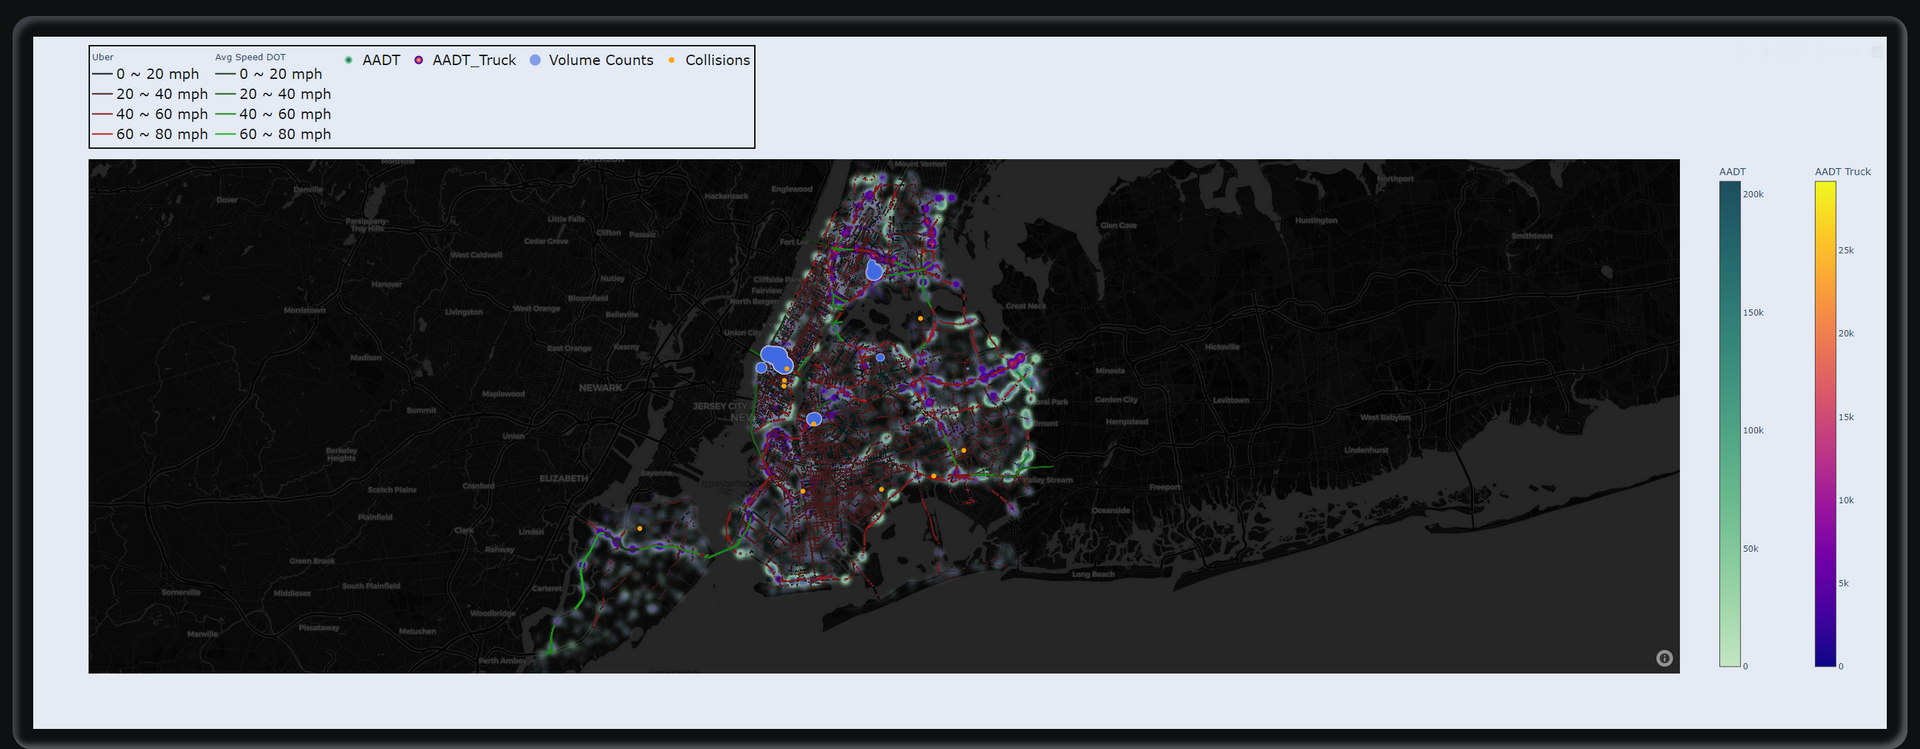 Uber
0 ~ 20 mph
20 ~ 40 mph
40 ~ 60 mph
60 ~ 80 mph
Avg Speed DOT
0 ~ 20 mph
20 ~ 40 mph
40 ~ 60 mph
60 ~ 80 mph
AADT
AADT_Truck
Volume Counts
Collisions
Montville
Mount Vernon
Denville
Dover
Hackensack
Englewood
Northport
Parsippany-
Troy Hills
Little Falls
Clifton
Passaic
Cedar Grove
Fort L
Glen Cove
Huntington
Smithtown
West Caldwell
Hanover
Nutley
Cliffside Pa
Fairview
North Bergen
Bloomfield
Morristown
Livingston
West Orange
Belleville
Great Neck
Union City
East Orange
Kearny
Madison
Hicksville
NEWARK
Mineola
Maplewood
Summit
JERSEY CITY
NEW
ral Park
Garden City
Levittown
Hempstead
West Babylon
lmont
Union
Berkeley
Heights
Lindenhurst
ELIZABETH
Bayonne
Scotch Plains
Cranford
Valley Stream
Freeport
Plainfield
Oceanside
Clark
Linden
Rahway
Green Brook
Long Beach
South Plainfield
Carteret
Somerville
Middlesex
Woodbridge
Manville
Piscataway
Metuchen
Perth Amboy
AADT
200k
150k
100k
50k
0
AADT Truck
25k
20k
15k
10k
5k
0